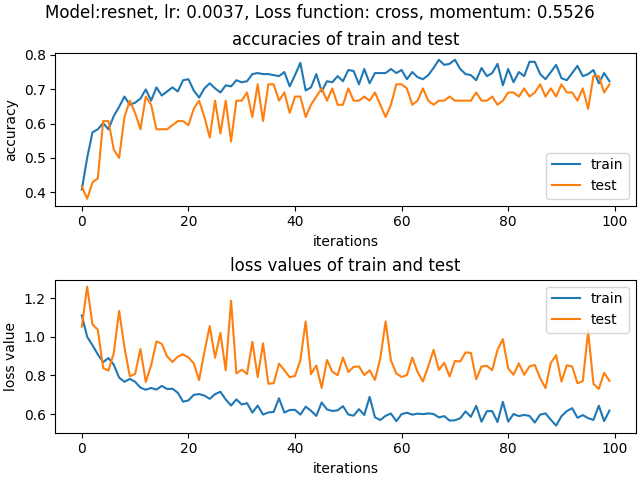 Model:resnet, lr: 0.0037, Loss function: cross, momentum: 0.5526
accuracies of train and test
0.8
0.7
0.6
0.5
0.4
accuracy
train
test
0
20
40
60
80
100
iterations
loss values of train and test
1.2
1.0
0.8
0.6
loss value
train
test
0
20
40
60
80
100
iterations